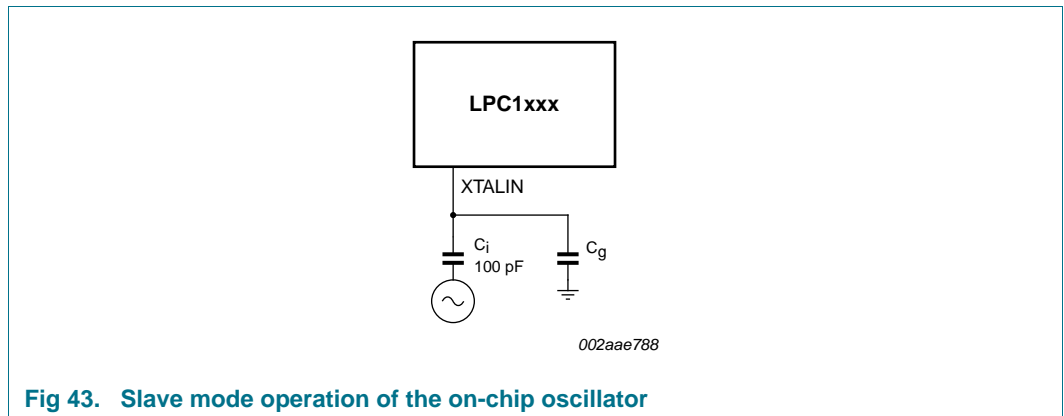 LPC1xxx
XTALIN
Ci
100 pF
Cg
002aae788
Fig 43. Slave mode operation of the on-chip oscillator